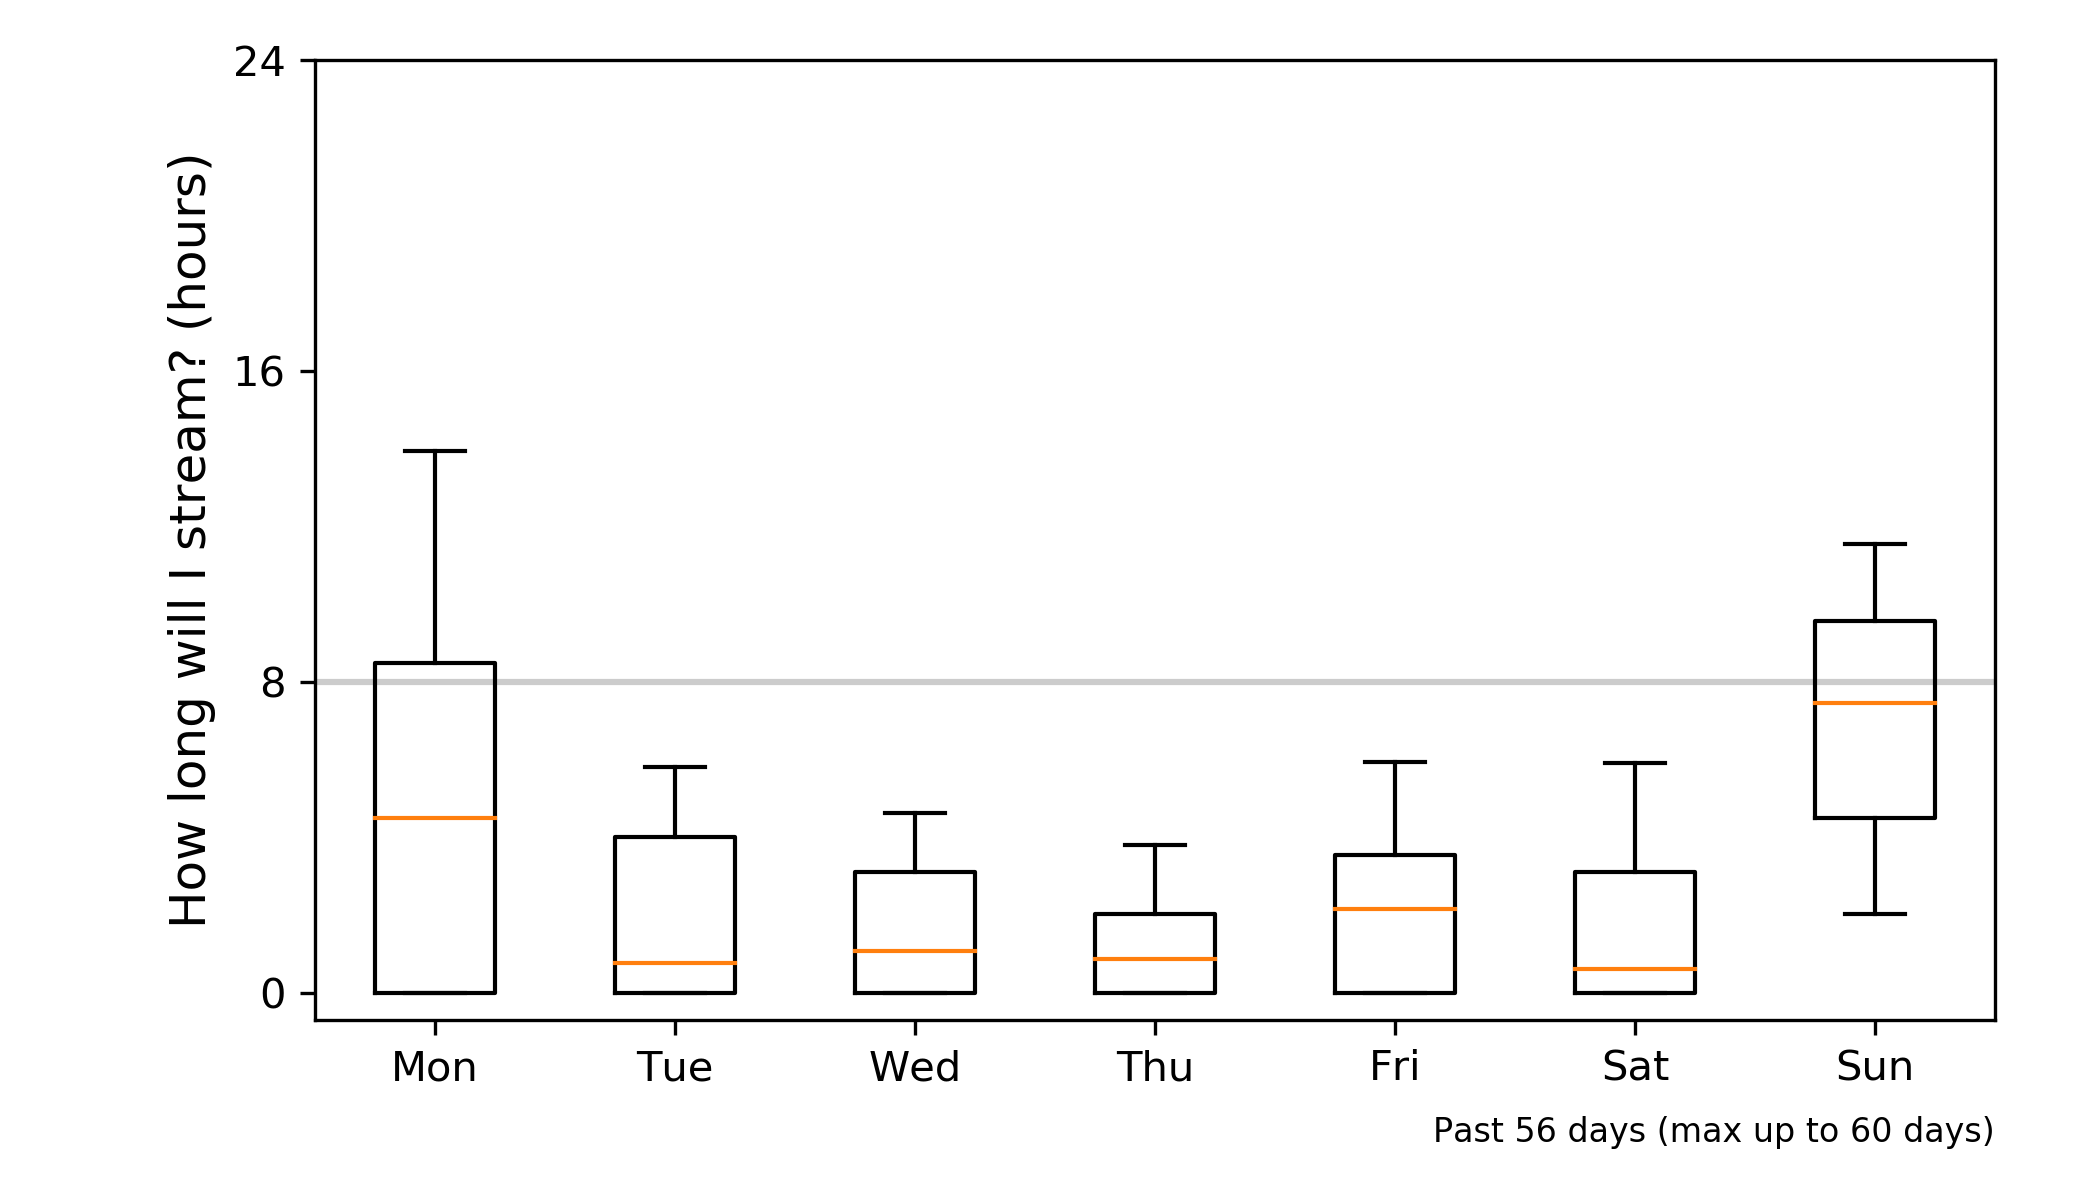 How long will I stream? (hours)
24
16
8
0
Mon Tue Wed Thu Fri Sat Sun
Past 56 days (max up to 60 days)